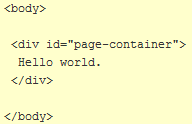 <body>
<div id="page-container">
Hello world.
</div>
</body>